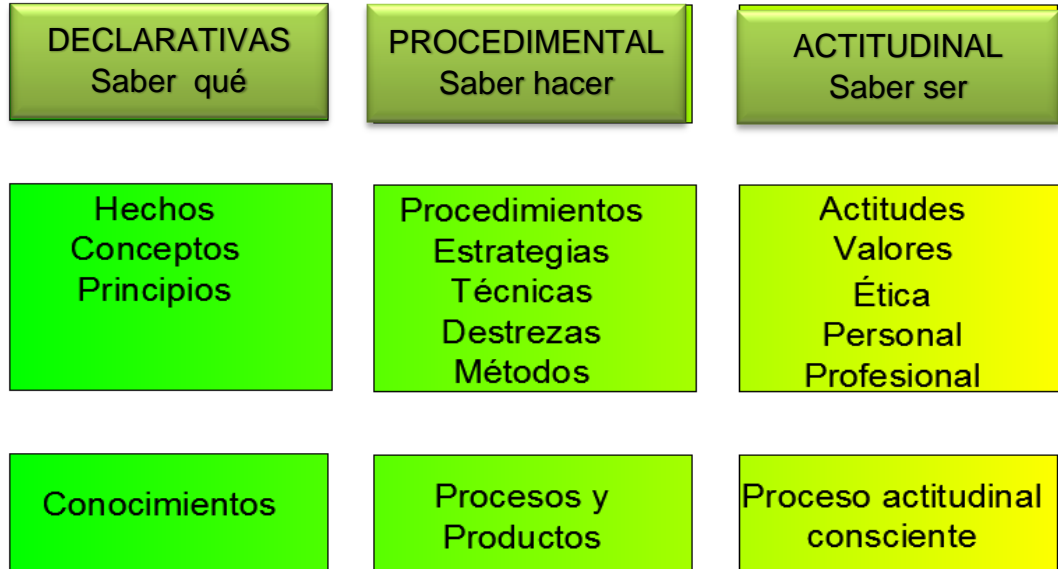 DECLARATIVAS
Saber qué
PROCEDIMENTAL
Saber hacer
ACTITUDINAL
Saber ser
Hechos
Conceptos
Principios
Procedimientos
Estrategias
Técnicas
Destrezas
Métodos
Actitudes
Valores
Ética
Personal
Profesional
Conocimientos
Procesos y
Productos
Proceso actitudinal
consciente